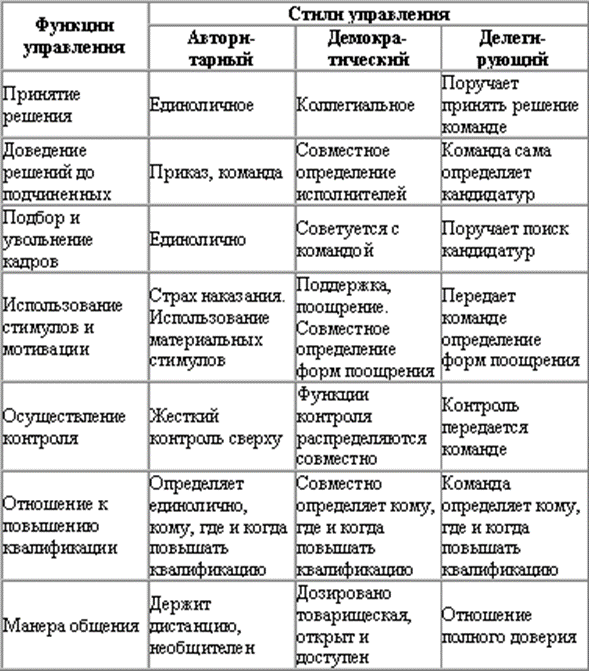 Функции
управления
Стили управления
Автори-
тарный
Демокра-
тический
Делеги-
рующий
Принятие
решения
Единоличное
Коллегиальное
Поручает
принять решение
команде
Доведение
решений до
подчиненных
Приказ, команда
Совместное
определение
исполнителей
Команда сама
определяет
кандидатур
Подбор и
увольнение
кадров
Единолично
Советуется с
командой
Поручает поиск
кандидатур
Использование
стимулов и
мотивации
Страх наказания.
Использование
материальных
стимулов
Поддержка,
поощрение.
Совместное
определение
форм поощрения
Передает
команде
определение
форм поощрения
Осуществление
контроля
Жесткий
контроль сверху
Функции
контроля
распределяются
совместно
Контроль
передается
команде
Отношение к
повышению
квалификации
Определяет
единолично,
кому, где и когда
повышать
квалификацию
Совместно
определяет кому,
где и когда
повышать
квалификацию
Команда
определяет кому,
где и когда
повышать
квалификацию
Манера общения
Держит
дистанцию,
необщителен
Дозировано
товарищеская,
открыт и
доступен
Отношение
полного доверия